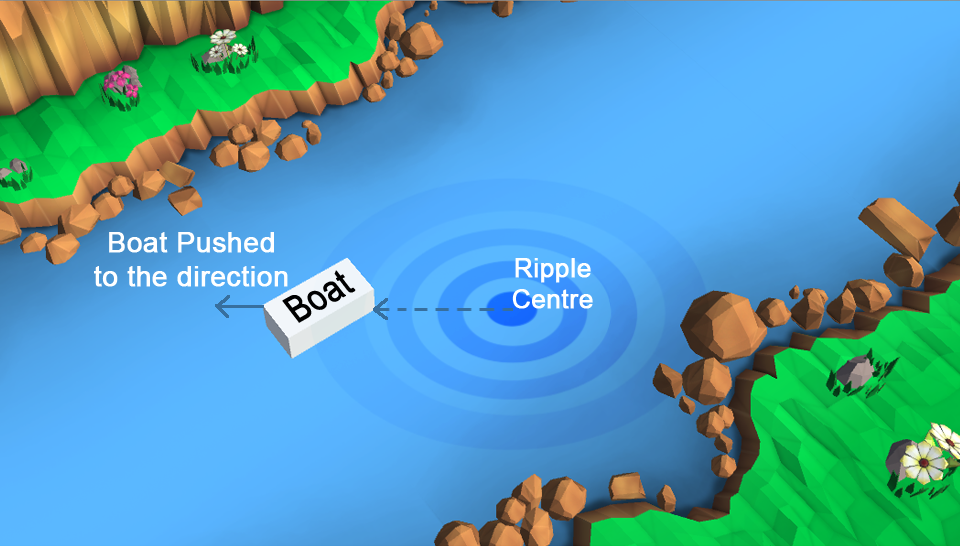 Boat Pushed
to the direction
Boat
Ripple
Centre